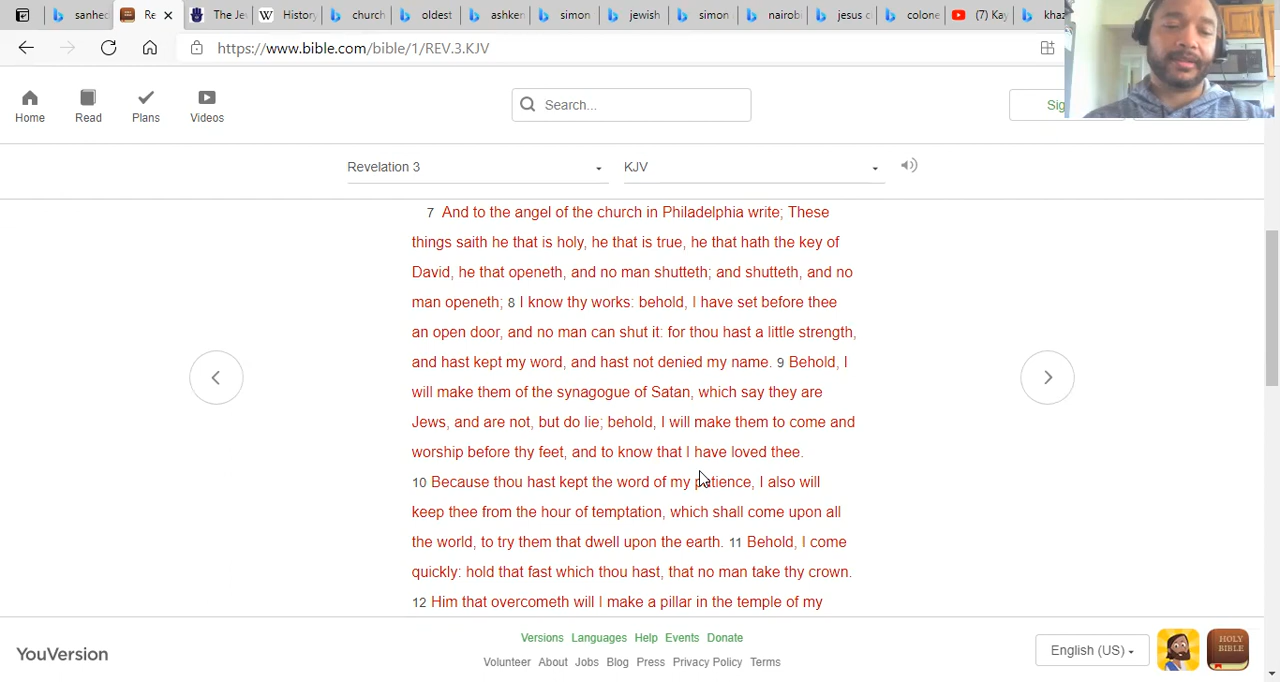 sanhec
Re
The Je
History
church
oldest
ashken
simon
jewish
simon
nairobi
jesus c
colone
(7) Kay
khaz
https://www.bible.com/bible/1/REV.3.KJV
Home
Read
Plans
Videos
Search...
Sig
Revelation 3
KJV
7 And to the angel of the church in Philadelphia write; These
things saith he that is holy, he that is true, he that hath the key of
David, he that openeth, and no man shutteth; and shutteth, and no
man openeth; 8 I know thy works: behold, I have set before thee
an open door, and no man can shut it: for thou hast a little strength,
and hast kept my word, and hast not denied my name. 9 Behold, I
will make them of the synagogue of Satan, which say they are
Jews, and are not, but do lie; behold, I will make them to come and
worship before thy feet, and to know that I have loved thee.
10 Because thou hast kept the word of my patience, I also will
keep thee from the hour of temptation, which shall come upon all
the world, to try them that dwell upon the earth. 11 Behold, I come
quickly: hold that fast which thou hast, that no man take thy crown.
12 Him that overcometh will I make a pillar in the temple of my
YouVersion
Versions Languages Help Events Donate
Volunteer About Jobs Blog Press Privacy Policy Terms
English (US)
HOLY
BIBLE